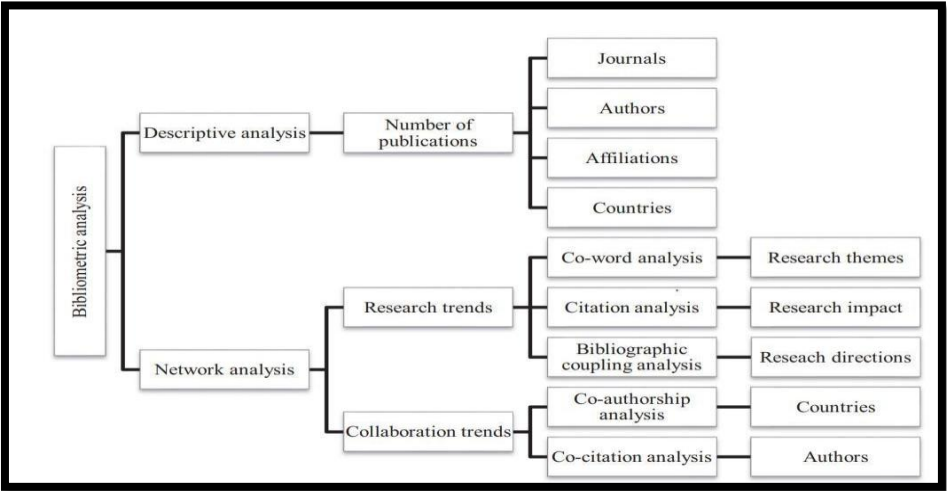 Bibliometric analysis
Descriptive analysis
Number of
publications
Journals
Authors
Affiliations
Countries
Network analysis
Research trends
Co-word analysis
Research themes
Citation analysis
Research impact
Bibliographic
coupling analysis
Reseach directions
Collaboration trends
Co-authorship
analysis
Countries
Co-citation analysis
Authors